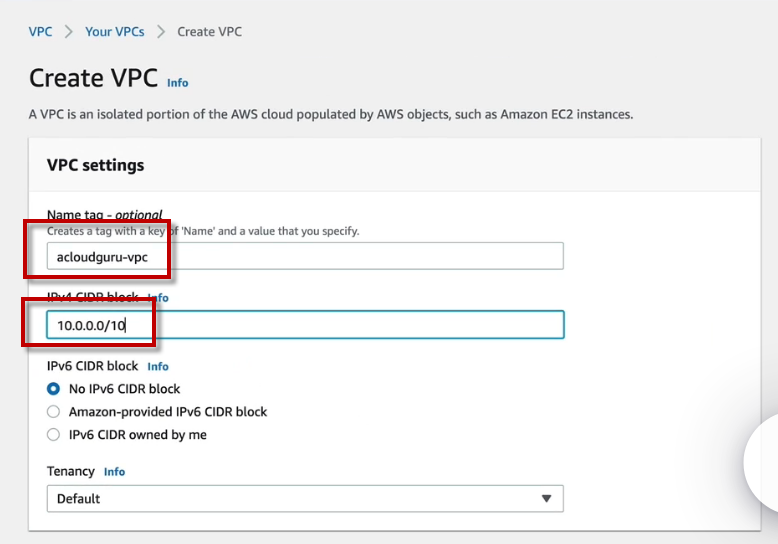 VPC > Your VPCs > Create VPC
Create VPC Info
A VPC is an isolated portion of the AWS cloud populated by AWS objects, such as Amazon EC2 instances.
VPC settings
Name tag - optional
Creates a tag with a key of 'Name' and a value that you specify.
acloudguru-vpc
IPv4 CIDR block Info
10.0.0.0/10
IPv6 CIDR block Info
No IPv6 CIDR block
Amazon-provided IPv6 CIDR block
IPv6 CIDR owned by me
Tenancy Info
Default